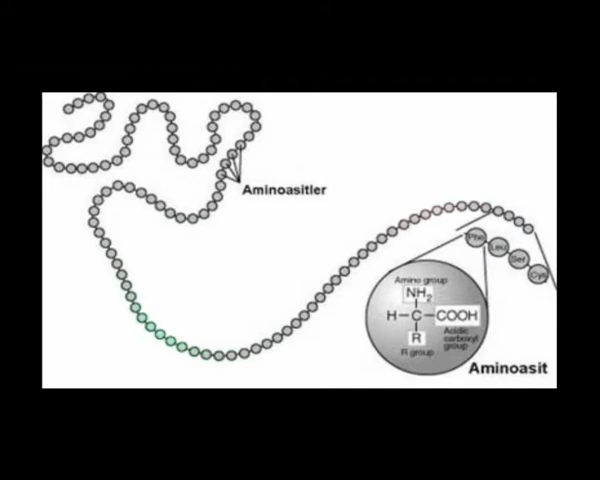 Aminoasitler
Phe
Leu
Ser
Cys
Amino group
NH2
H-C-COOH
R
Acidic
carboxyl
group
R group
Aminoasit